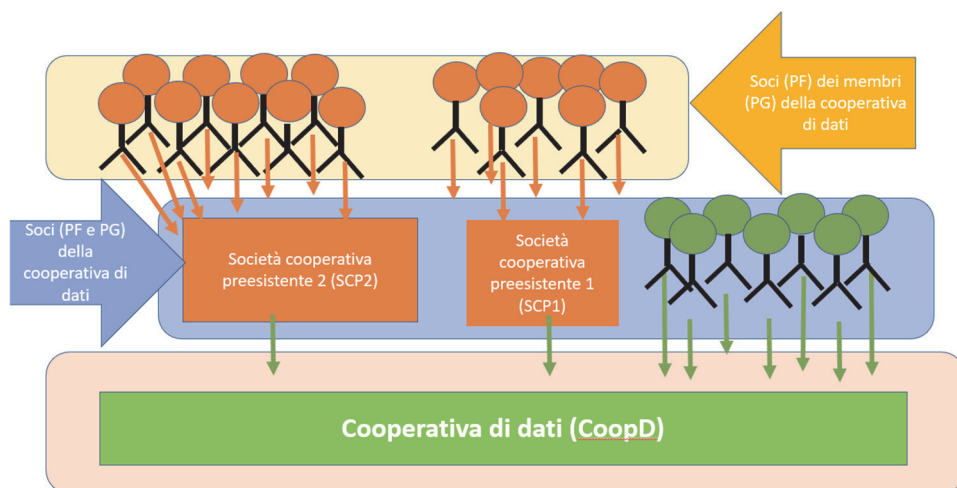 Soci (PF) dei membri
(PG) della cooperativa
di dati
Soci (PF e PG)
della
cooperativa di
dati
Società cooperativa
preesistente 2 (SCP2)
Società
cooperativa
preesistente 1
(SCP1)
Cooperativa di dati (CoopD)